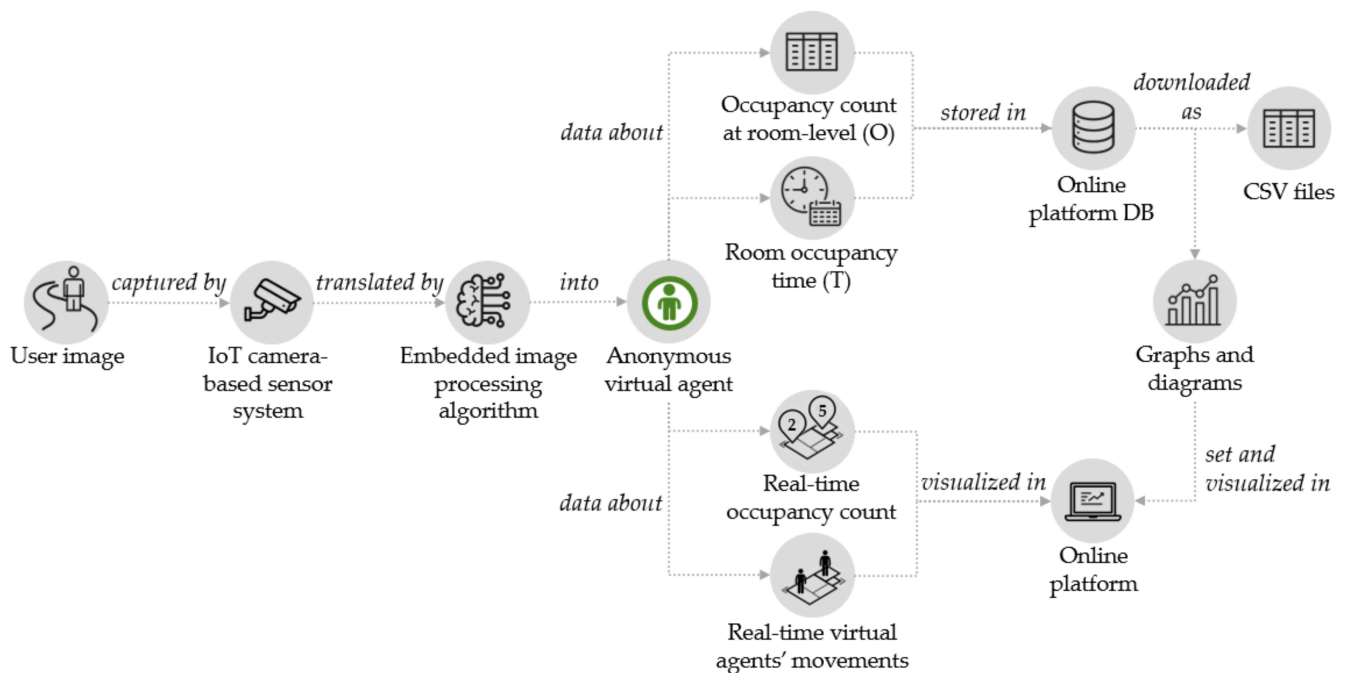 User image
captured by
IoT camera-
based sensor
system
translated by
Embedded image
processing
algorithm
into
Anonymous
virtual agent
data about
Occupancy count
at room-level (O)
Room occupancy
time (T)
stored in
Online
platform DB
downloaded
as
CSV files
Graphs and
diagrams
set and
visualized in
data about
2
5
Real-time
occupancy count
Real-time virtual
agents’ movements
visualized in
Online
platform